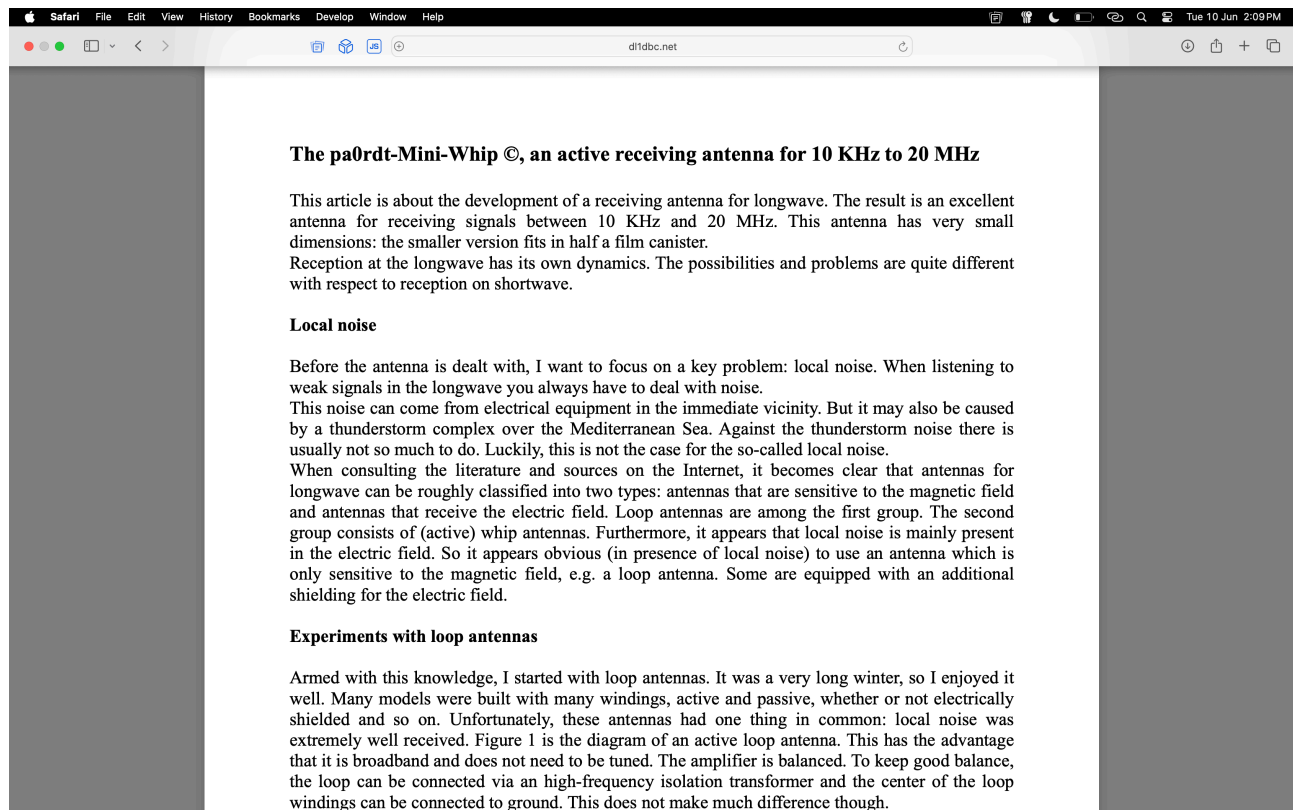 Safari File Edit View History Bookmarks Develop Window Help Tue 10 Jun 2:09 PM
JS dl1dbc.net
The pa0rdt-Mini-Whip ©, an active receiving antenna for 10 KHz to 20 MHz
This article is about the development of a receiving antenna for longwave. The result is an excellent
antenna for receiving signals between 10 KHz and 20 MHz. This antenna has very small
dimensions: the smaller version fits in half a film canister.
Reception at the longwave has its own dynamics. The possibilities and problems are quite different
with respect to reception on shortwave.
Local noise
Before the antenna is dealt with, I want to focus on a key problem: local noise. When listening to
weak signals in the longwave you always have to deal with noise.
This noise can come from electrical equipment in the immediate vicinity. But it may also be caused
by a thunderstorm complex over the Mediterranean Sea. Against the thunderstorm noise there is
usually not so much to do. Luckily, this is not the case for the so-called local noise.
When consulting the literature and sources on the Internet, it becomes clear that antennas for
longwave can be roughly classified into two types: antennas that are sensitive to the magnetic field
and antennas that receive the electric field. Loop antennas are among the first group. The second
group consists of (active) whip antennas. Furthermore, it appears that local noise is mainly present
in the electric field. So it appears obvious (in presence of local noise) to use an antenna which is
only sensitive to the magnetic field, e.g. a loop antenna. Some are equipped with an additional
shielding for the electric field.
Experiments with loop antennas
Armed with this knowledge, I started with loop antennas. It was a very long winter, so I enjoyed it
well. Many models were built with many windings, active and passive, whether or not electrically
shielded and so on. Unfortunately, these antennas had one thing in common: local noise was
extremely well received. Figure 1 is the diagram of an active loop antenna. This has the advantage
that it is broadband and does not need to be tuned. The amplifier is balanced. To keep good balance,
the loop can be connected via an high-frequency isolation transformer and the center of the loop
windings can be connected to ground. This does not make much difference though.